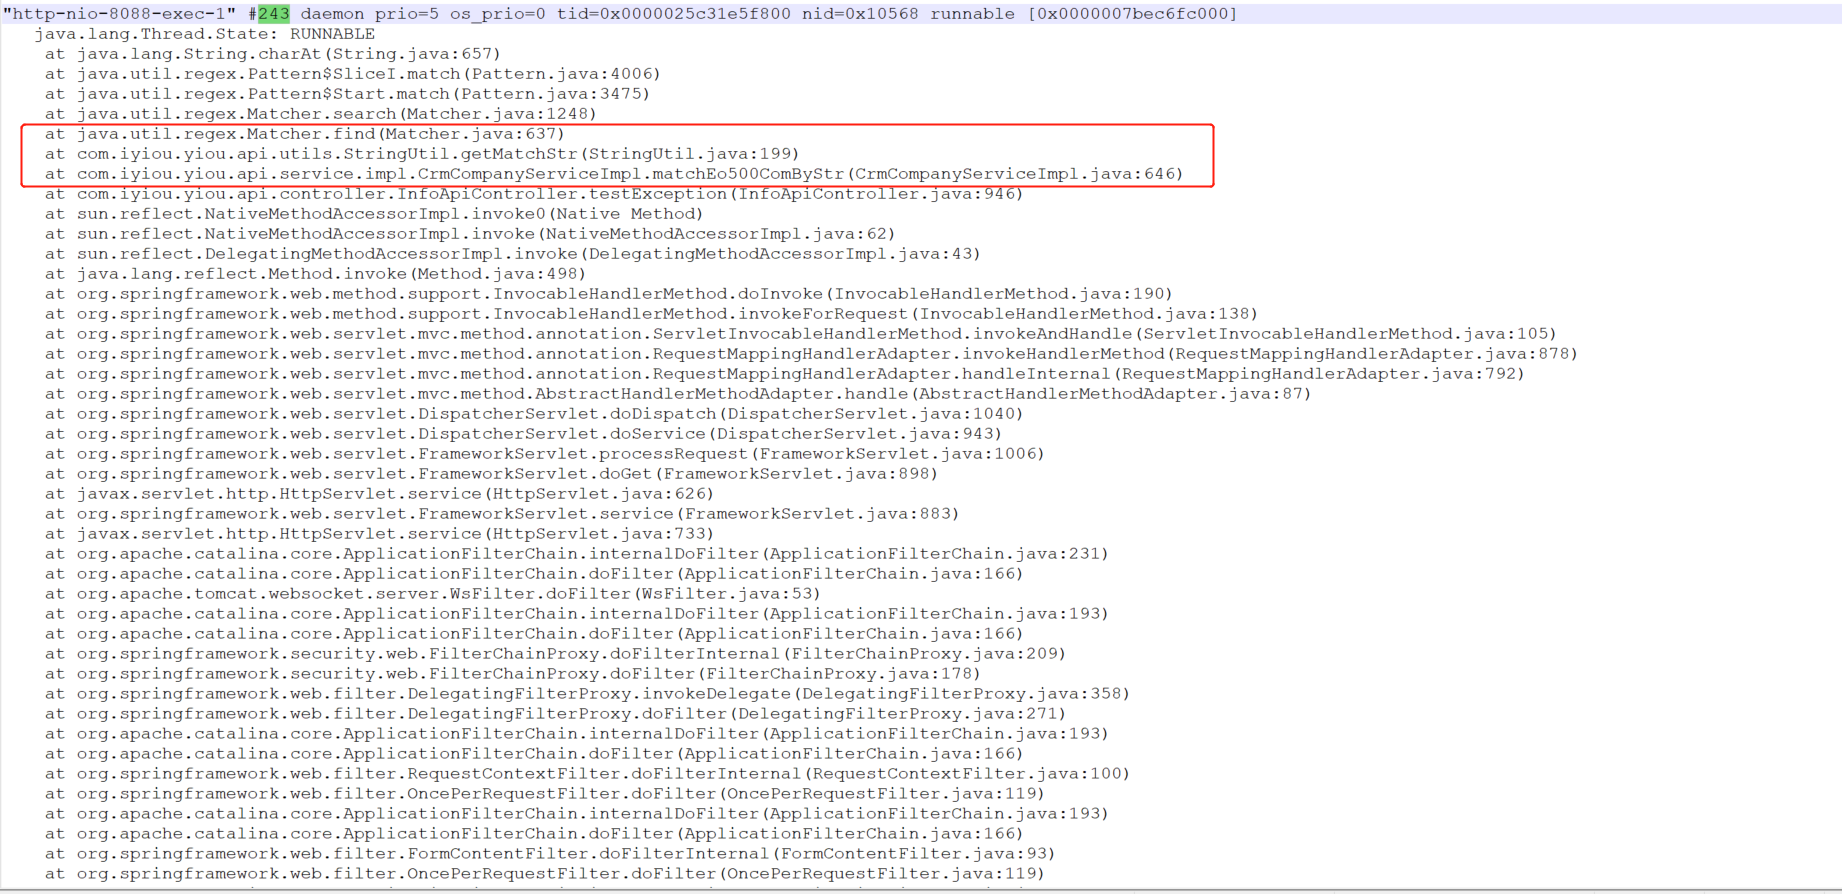 "http-nio-8088-exec-1" #243 daemon prio=5 os_prio=0 tid=0x0000025c31e5f800 nid=0x10568 runnable [0x0000007bec6fc000]
java.lang.Thread.State: RUNNABLE
at java.lang.String.charAt(String.java:657)
at java.util.regex.Pattern$SliceI.match(Pattern.java:4006)
at java.util.regex.Pattern$Start.match(Pattern.java:3475)
at java.util.regex.Matcher.search(Matcher.java:1248)
at java.util.regex.Matcher.find(Matcher.java:637)
at com.iyiou.yiou.api.utils.StringUtil.getMatchStr(StringUtil.java:199)
at com.iyiou.yiou.api.service.impl.CrmCompanyServiceImpl.matchEo500ComByStr(CrmCompanyServiceImpl.java:646)
at com.iyiou.yiou.api.controller.InfoApiController.testException(InfoApiController.java:946)
at sun.reflect.NativeMethodAccessorImpl.invoke0(Native Method)
at sun.reflect.NativeMethodAccessorImpl.invoke(NativeMethodAccessorImpl.java:62)
at sun.reflect.DelegatingMethodAccessorImpl.invoke(DelegatingMethodAccessorImpl.java:43)
at java.lang.reflect.Method.invoke(Method.java:498)
at org.springframework.web.method.support.InvocableHandlerMethod.doInvoke(InvocableHandlerMethod.java:190)
at org.springframework.web.method.support.InvocableHandlerMethod.invokeForRequest(InvocableHandlerMethod.java:138)
at org.springframework.web.servlet.mvc.method.annotation.ServletInvocableHandlerMethod.invokeAndHandle(ServletInvocableHandlerMethod.java:105)
at org.springframework.web.servlet.mvc.method.annotation.RequestMappingHandlerAdapter.invokeHandlerMethod(RequestMappingHandlerAdapter.java:878)
at org.springframework.web.servlet.mvc.method.annotation.RequestMappingHandlerAdapter.handleInternal(RequestMappingHandlerAdapter.java:792)
at org.springframework.web.servlet.mvc.method.AbstractHandlerMethodAdapter.handle(AbstractHandlerMethodAdapter.java:87)
at org.springframework.web.servlet.DispatcherServlet.doDispatch(DispatcherServlet.java:1040)
at org.springframework.web.servlet.DispatcherServlet.doService(DispatcherServlet.java:943)
at org.springframework.web.servlet.FrameworkServlet.processRequest(FrameworkServlet.java:1006)
at org.springframework.web.servlet.FrameworkServlet.doGet(FrameworkServlet.java:898)
at javax.servlet.http.HttpServlet.service(HttpServlet.java:626)
at org.springframework.web.servlet.FrameworkServlet.service(FrameworkServlet.java:883)
at javax.servlet.http.HttpServlet.service(HttpServlet.java:733)
at org.apache.catalina.core.ApplicationFilterChain.internalDoFilter(ApplicationFilterChain.java:231)
at org.apache.catalina.core.ApplicationFilterChain.doFilter(ApplicationFilterChain.java:166)
at org.apache.tomcat.websocket.server.WsFilter.doFilter(WsFilter.java:53)
at org.apache.catalina.core.ApplicationFilterChain.internalDoFilter(ApplicationFilterChain.java:193)
at org.apache.catalina.core.ApplicationFilterChain.doFilter(ApplicationFilterChain.java:166)
at org.springframework.security.web.FilterChainProxy.doFilterInternal(FilterChainProxy.java:209)
at org.springframework.security.web.FilterChainProxy.doFilter(FilterChainProxy.java:178)
at org.springframework.web.filter.DelegatingFilterProxy.invokeDelegate(DelegatingFilterProxy.java:358)
at org.springframework.web.filter.DelegatingFilterProxy.doFilter(DelegatingFilterProxy.java:271)
at org.apache.catalina.core.ApplicationFilterChain.internalDoFilter(ApplicationFilterChain.java:193)
at org.apache.catalina.core.ApplicationFilterChain.doFilter(ApplicationFilterChain.java:166)
at org.springframework.web.filter.RequestContextFilter.doFilterInternal(RequestContextFilter.java:100)
at org.springframework.web.filter.OncePerRequestFilter.doFilter(OncePerRequestFilter.java:119)
at org.apache.catalina.core.ApplicationFilterChain.internalDoFilter(ApplicationFilterChain.java:193)
at org.apache.catalina.core.ApplicationFilterChain.doFilter(ApplicationFilterChain.java:166)
at org.springframework.web.filter.FormContentFilter.doFilterInternal(FormContentFilter.java:93)
at org.springframework.web.filter.OncePerRequestFilter.doFilter(OncePerRequestFilter.java:119)